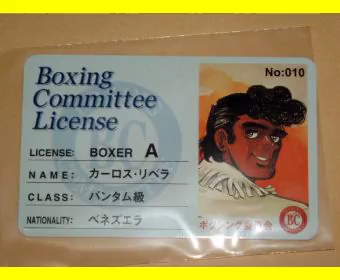 Boxing
Committee
License
No:010
LICENSE: BOXER A
NAME: カーロス・リベラ
CLASS: バンタム級
NATIONALITY: ベネズエラ
ボクシング委員会
BC